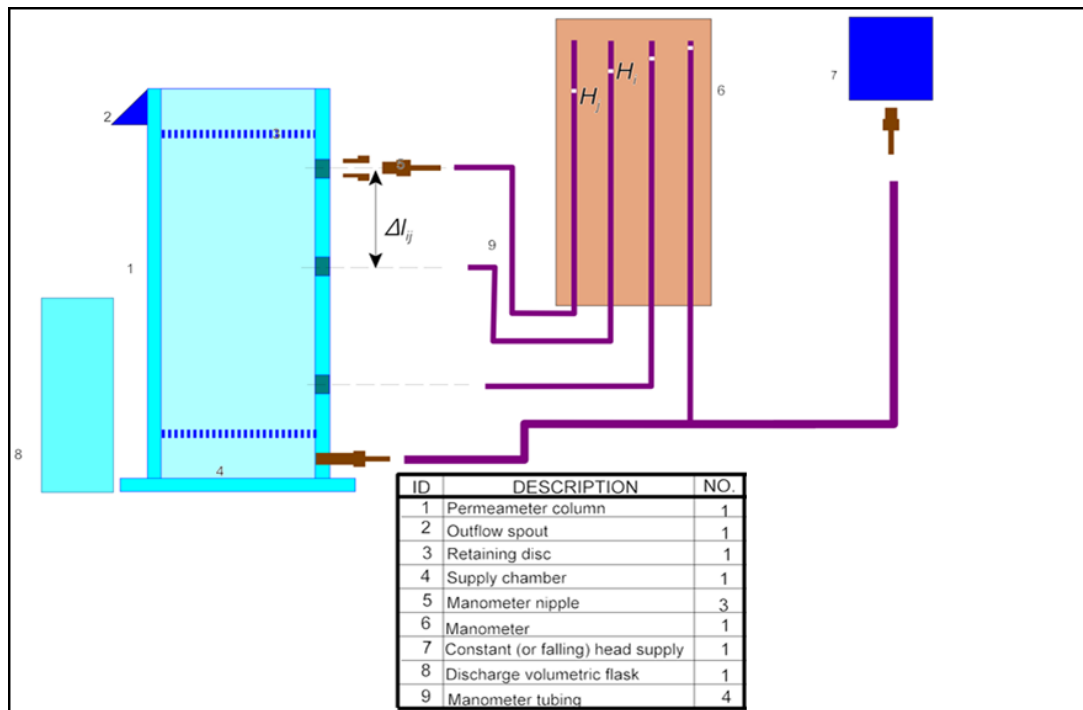 2
3
1
8
4
Δl_ij
5
9
H_j
H_i
6
7
ID DESCRIPTION NO.
1 Permeameter column 1
2 Outflow spout 1
3 Retaining disc 1
4 Supply chamber 1
5 Manometer nipple 3
6 Manometer 1
7 Constant (or falling) head supply 1
8 Discharge volumetric flask 1
9 Manometer tubing 4